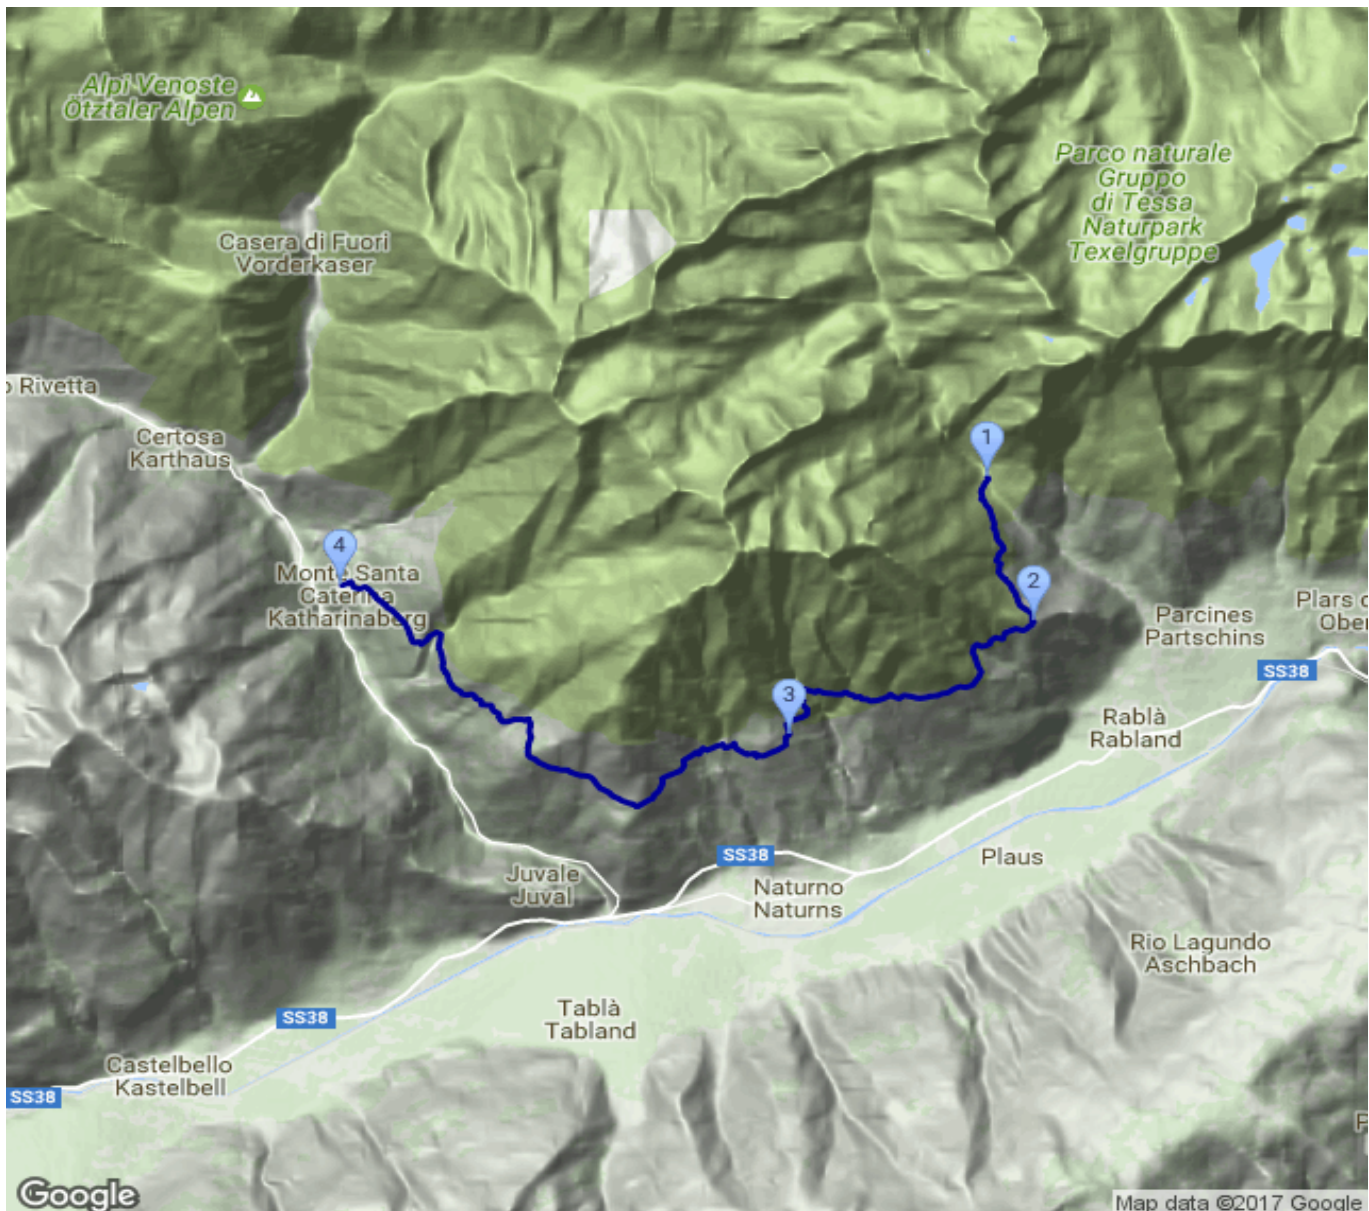 Alpi Venoste
Ötztaler Alpen
Parco naturale
Gruppo
di Tessa
Naturpark
Texelgruppe
Casera di Fuori
Vorderkaser
Rivetta
Certosa
Karthaus
1
4
Monte Santa
Caterina
Katharinaberg
2
Parcines
Partschins
Plars
Ober
SS38
3
Rablà
Rabland
SS38
Plaus
Juvale
Juval
Naturno
Naturns
Rio Lagundo
Aschbach
SS38
Tablà
Tabland
Castelbello
Kastelbell
SS38
Google
Map data ©2017 Google